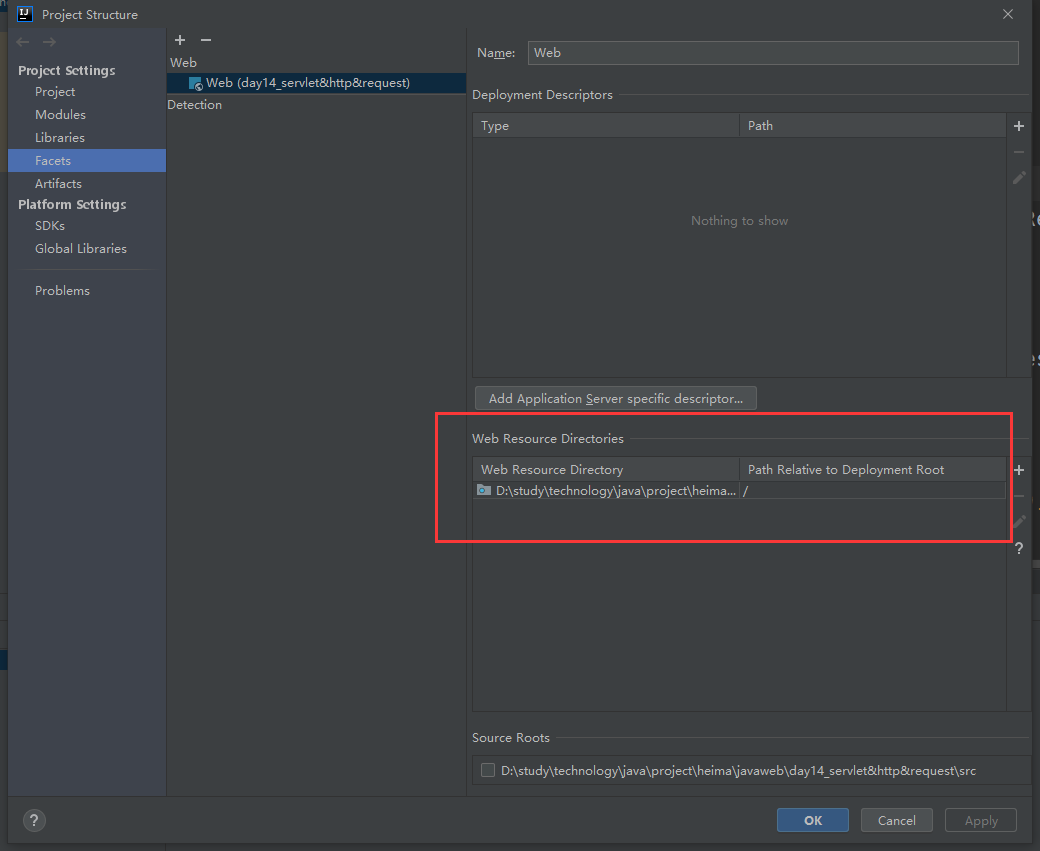 Project Structure
Project Settings
Project
Modules
Libraries
Facets
Artifacts
Platform Settings
SDKs
Global Libraries
Problems
Web
Web (day14_servlet&http&request)
Detection
Name: Web
Deployment Descriptors
Type Path
Nothing to show
Add Application Server specific descriptor...
Web Resource Directories
Web Resource Directory Path Relative to Deployment Root
D:\study\technology\java\project\heima... /
Source Roots
D:\study\technology\java\project\heima\javaweb\day14_servlet&http&request\src
OK Cancel Apply